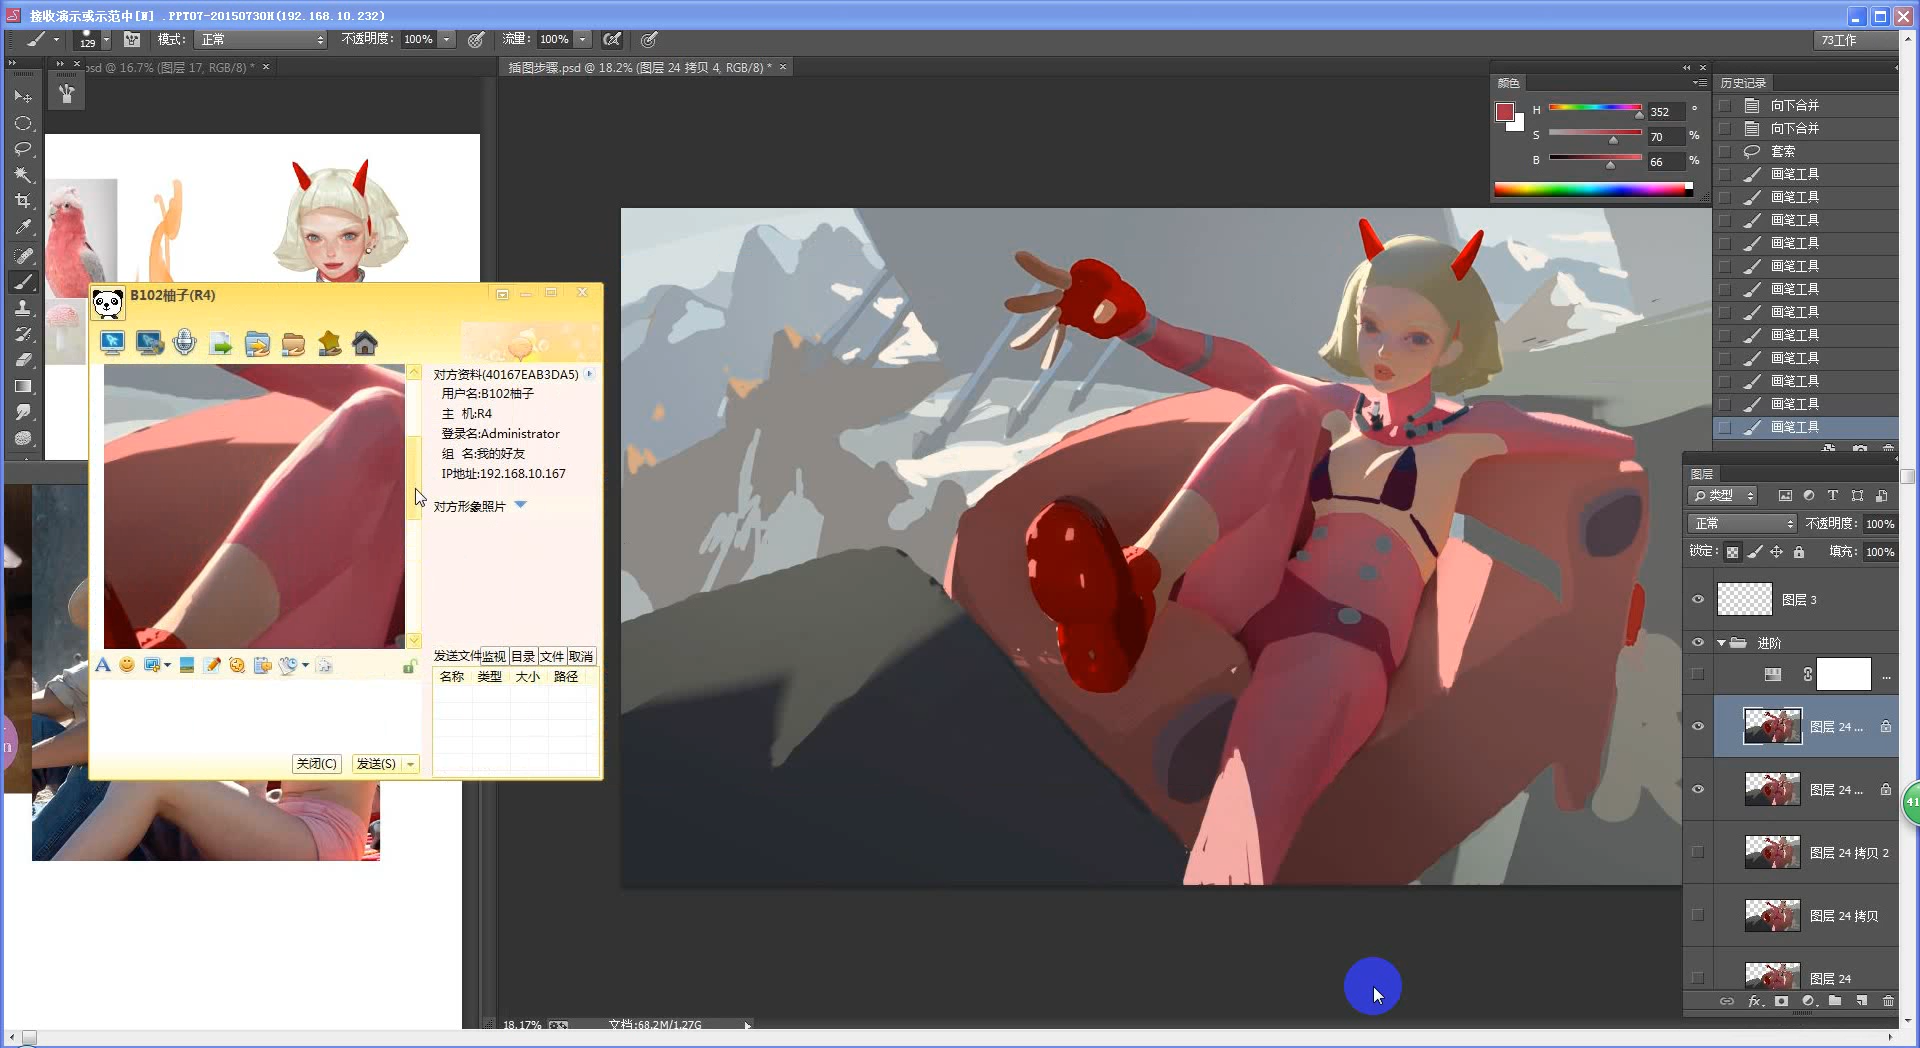 接收演示或示范中[W] .PPT07-20150730H(192.168.10.232)
129
模式:
正常
不透明度:
100%
流量:
100%
73工作
psd @ 16.7% (图层 17, RGB/8) * ×
插图步骤.psd @ 18.2% (图层 24 拷贝 4, RGB/8) * ×
颜色
H 352 °
S 70 %
B 66 %
历史记录
向下合并
向下合并
套索
画笔工具
画笔工具
画笔工具
画笔工具
画笔工具
画笔工具
画笔工具
画笔工具
画笔工具
画笔工具
画笔工具
画笔工具
B102柚子(R4)
对方资料(40167EAB3DA5)
用户名:B102柚子
主 机:R4
登录名:Administrator
组 名:我的好友
IP地址:192.168.10.167
对方形象照片
发送文件 监视 目录 文件 取消
名称 类型 大小 路径
关闭(C)
发送(S)
图层
类型
正常
不透明度: 100%
锁定:
填充: 100%
图层 3
进阶
...
图层 24 ...
图层 24 ...
图层 24 拷贝 2
图层 24 拷贝
图层 24
fx
41
18.17%
文档:68.2M/1.27G